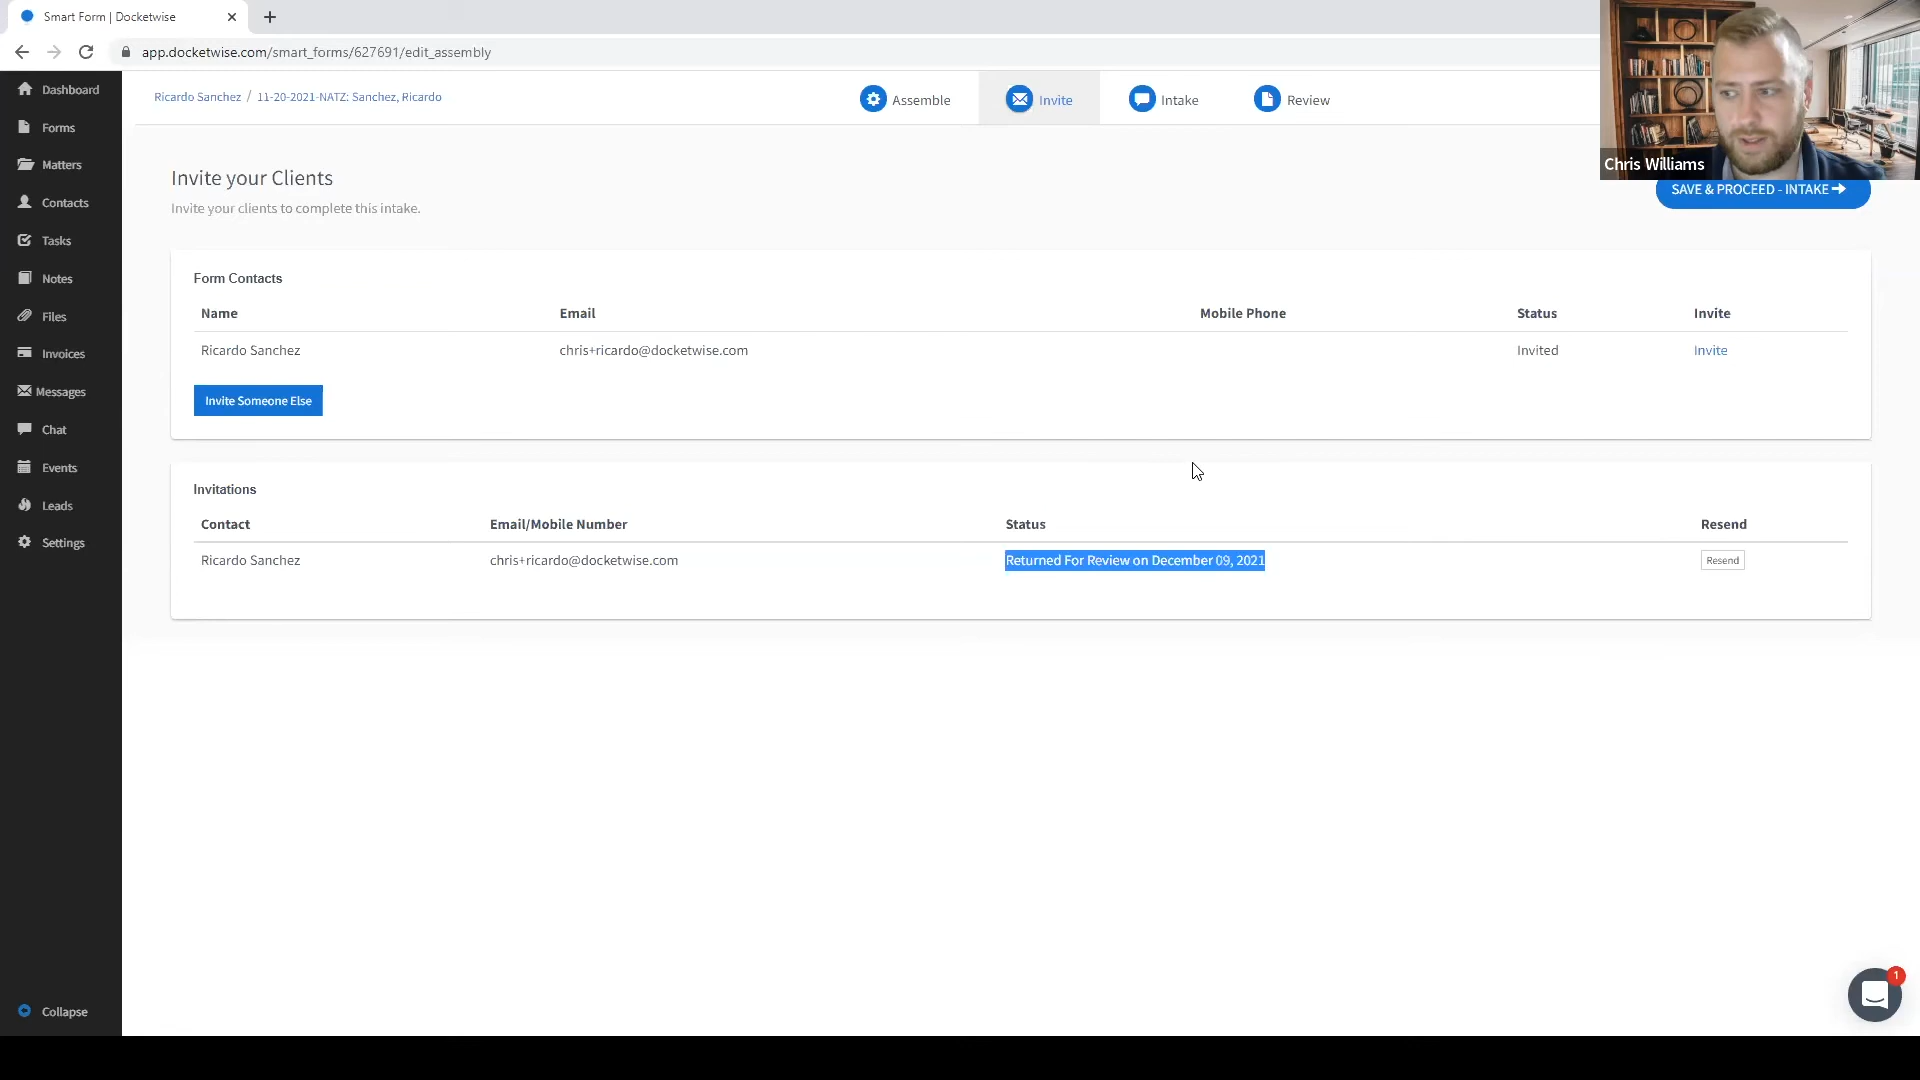 Smart Form | Docketwise
app.docketwise.com/smart_forms/627691/edit_assembly
Dashboard
Forms
Matters
Contacts
Tasks
Notes
Files
Invoices
Messages
Chat
Events
Leads
Settings
Collapse
Ricardo Sanchez / 11-20-2021-NATZ: Sanchez, Ricardo
Assemble Invite Intake Review
Chris Williams
Invite your Clients
Invite your clients to complete this intake.
SAVE & PROCEED - INTAKE
Form Contacts
Name Email Mobile Phone Status Invite
Ricardo Sanchez chris+ricardo@docketwise.com Invited Invite
Invite Someone Else
Invitations
Contact Email/Mobile Number Status Resend
Ricardo Sanchez chris+ricardo@docketwise.com Returned For Review on December 09, 2021 Resend
1